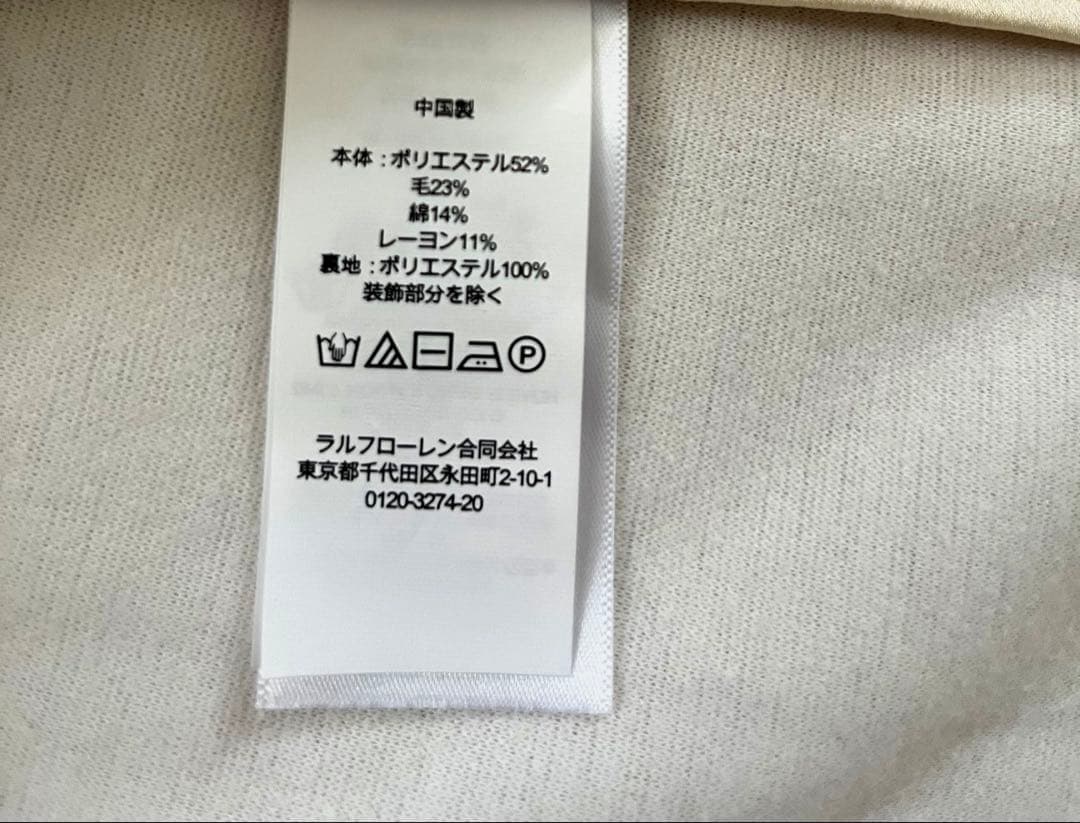 中国製
本体 : ポリエステル52%
毛23%
綿14%
レーヨン11%
裏地 : ポリエステル100%
装飾部分を除く
P
ラルフローレン合同会社
東京都千代田区永田町2-10-1
0120-3274-20